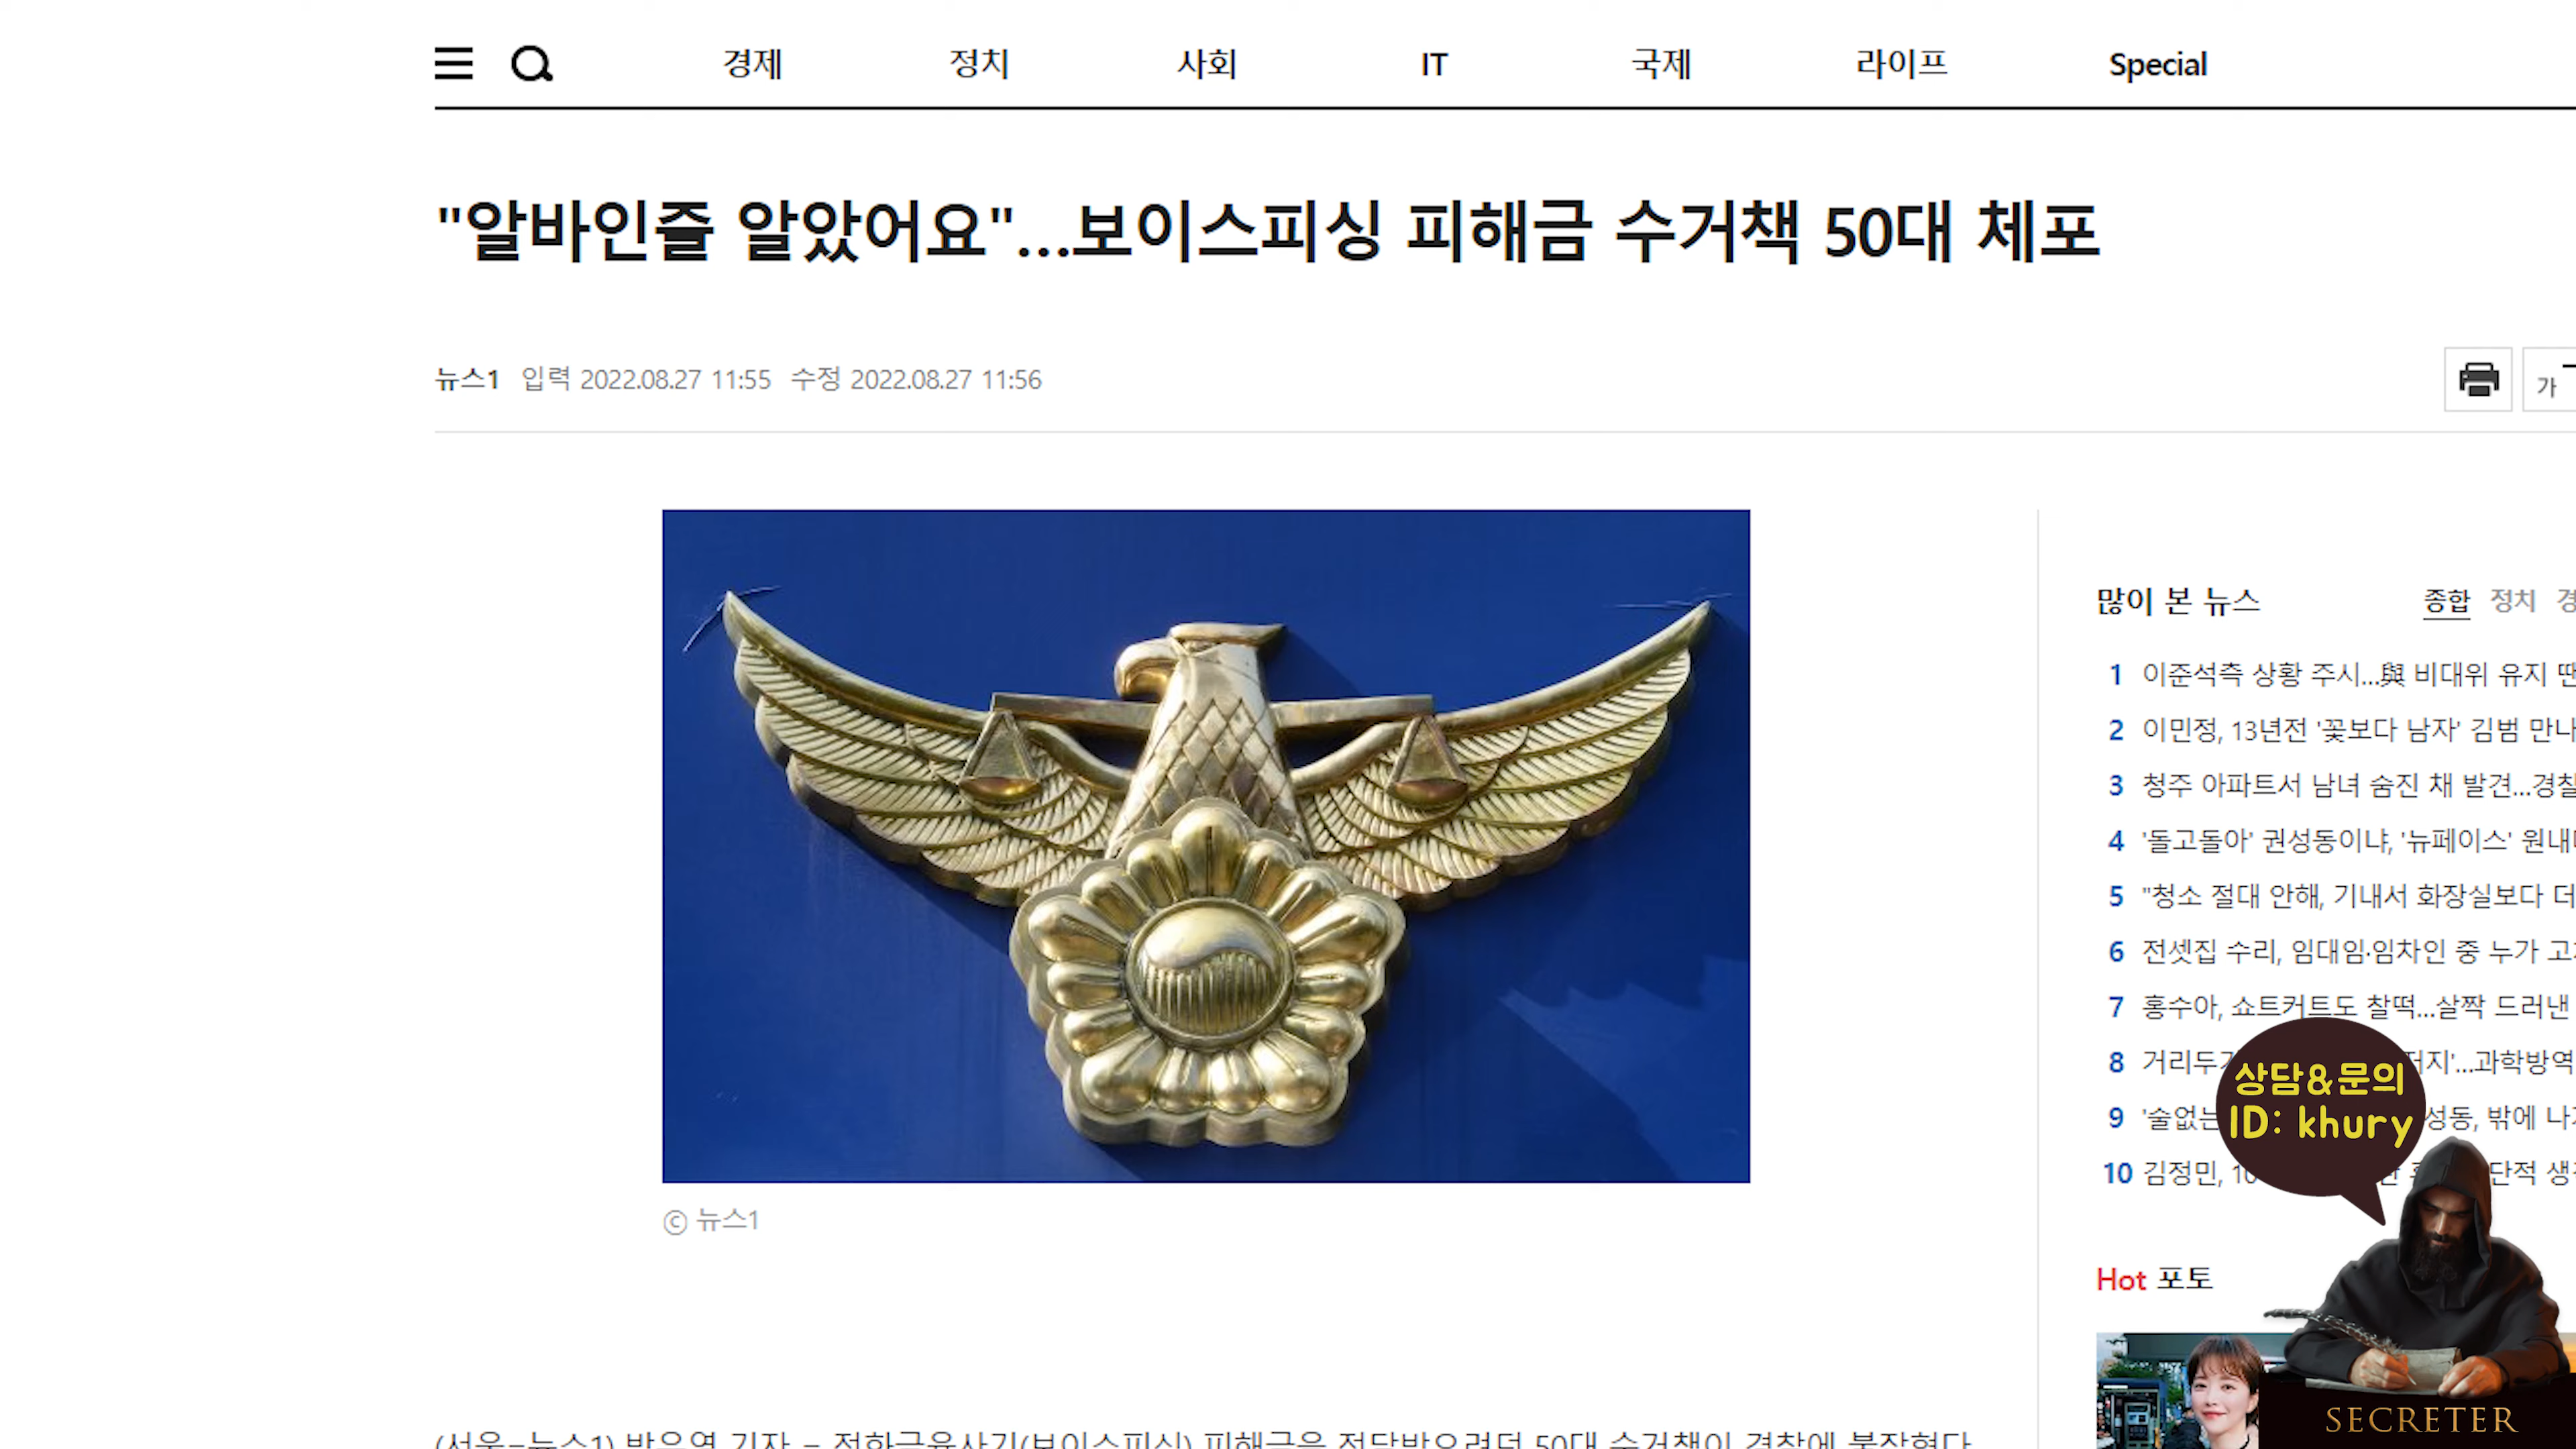 경제 정치 사회 IT 국제 라이프 Special
"알바인줄 알았어요"...보이스피싱 피해금 수거책 50대 체포
뉴스1 입력 2022.08.27 11:55 수정 2022.08.27 11:56
가
ⓒ 뉴스1
(서울=뉴스1) 박우영 기자 = 전화금융사기(보이스피싱) 피해금을 전달받으려던 50대 수거책이 경찰에 붙잡혔다
많이 본 뉴스 종합 정치
1 이준석측 상황 주시...與 비대위 유지 땐
2 이민정, 13년전 '꽃보다 남자' 김범 만나
3 청주 아파트서 남녀 숨진 채 발견...경찰
4 '돌고돌아' 권성동이냐, '뉴페이스' 원내대
5 "청소 절대 안해, 기내서 화장실보다 더
6 전셋집 수리, 임대임·임차인 중 누가 고
7 홍수아, 쇼트커트도 찰떡...살짝 드러낸
8 거리두기 저지'...과학방역
9 '술없는 성동, 밖에 나
10 김정민, 10 단적 생
Hot 포토
상담&문의
ID: khury
SECRETER